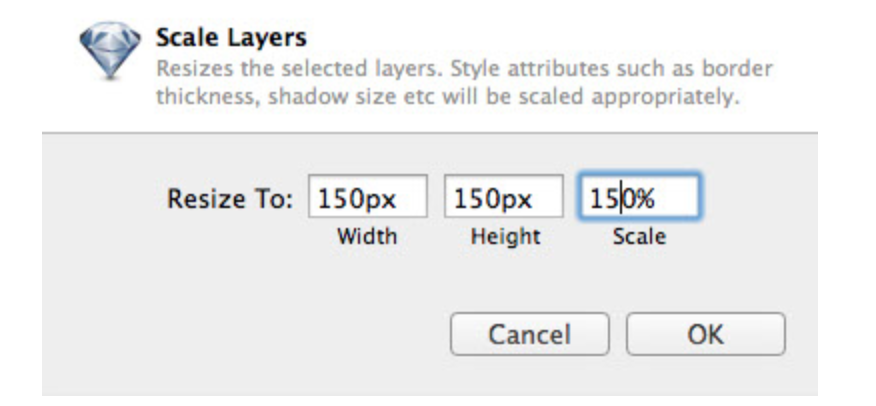 Scale Layers
Resizes the selected layers. Style attributes such as border
thickness, shadow size etc will be scaled appropriately.
Resize To: 150px 150px 150%
Width Height Scale
Cancel OK